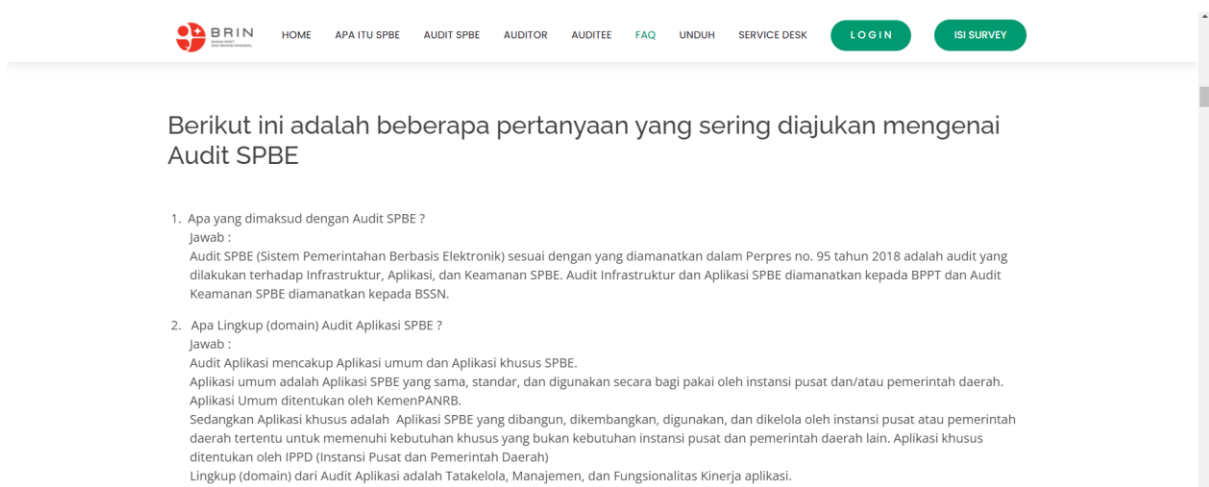 BRIN
BADAN RISET
DAN INOVASI NASIONAL
HOME APA ITU SPBE AUDIT SPBE AUDITOR AUDITEE FAQ UNDUH SERVICE DESK LOGIN ISI SURVEY
Berikut ini adalah beberapa pertanyaan yang sering diajukan mengenai
Audit SPBE
1. Apa yang dimaksud dengan Audit SPBE ?
Jawab :
Audit SPBE (Sistem Pemerintahan Berbasis Elektronik) sesuai dengan yang diamanatkan dalam Perpres no. 95 tahun 2018 adalah audit yang
dilakukan terhadap Infrastruktur, Aplikasi, dan Keamanan SPBE. Audit Infrastruktur dan Aplikasi SPBE diamanatkan kepada BPPT dan Audit
Keamanan SPBE diamanatkan kepada BSSN.
2. Apa Lingkup (domain) Audit Aplikasi SPBE ?
Jawab :
Audit Aplikasi mencakup Aplikasi umum dan Aplikasi khusus SPBE.
Aplikasi umum adalah Aplikasi SPBE yang sama, standar, dan digunakan secara bagi pakai oleh instansi pusat dan/atau pemerintah daerah.
Aplikasi Umum ditentukan oleh KemenPANRB.
Sedangkan Aplikasi khusus adalah Aplikasi SPBE yang dibangun, dikembangkan, digunakan, dan dikelola oleh instansi pusat atau pemerintah
daerah tertentu untuk memenuhi kebutuhan khusus yang bukan kebutuhan instansi pusat dan pemerintah daerah lain. Aplikasi khusus
ditentukan oleh IPPD (Instansi Pusat dan Pemerintah Daerah)
Lingkup (domain) dari Audit Aplikasi adalah Tatakelola, Manajemen, dan Fungsionalitas Kinerja aplikasi.